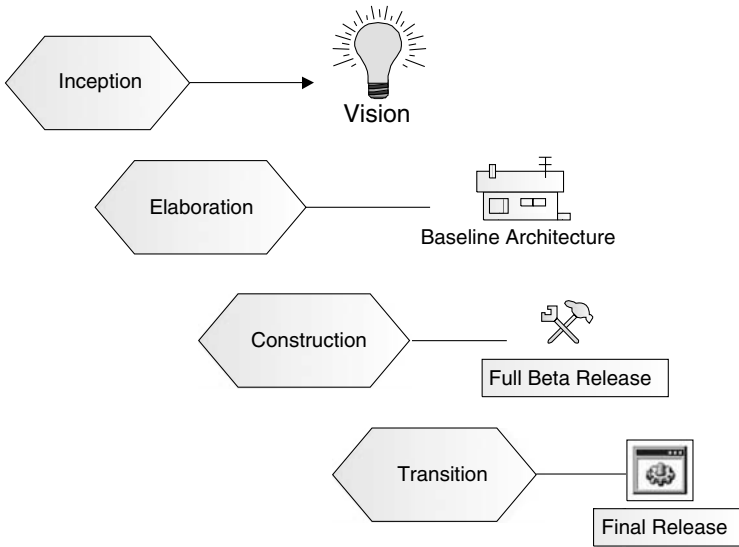 Inception
Vision
Elaboration
Baseline Architecture
Construction
Full Beta Release
Transition
Final Release